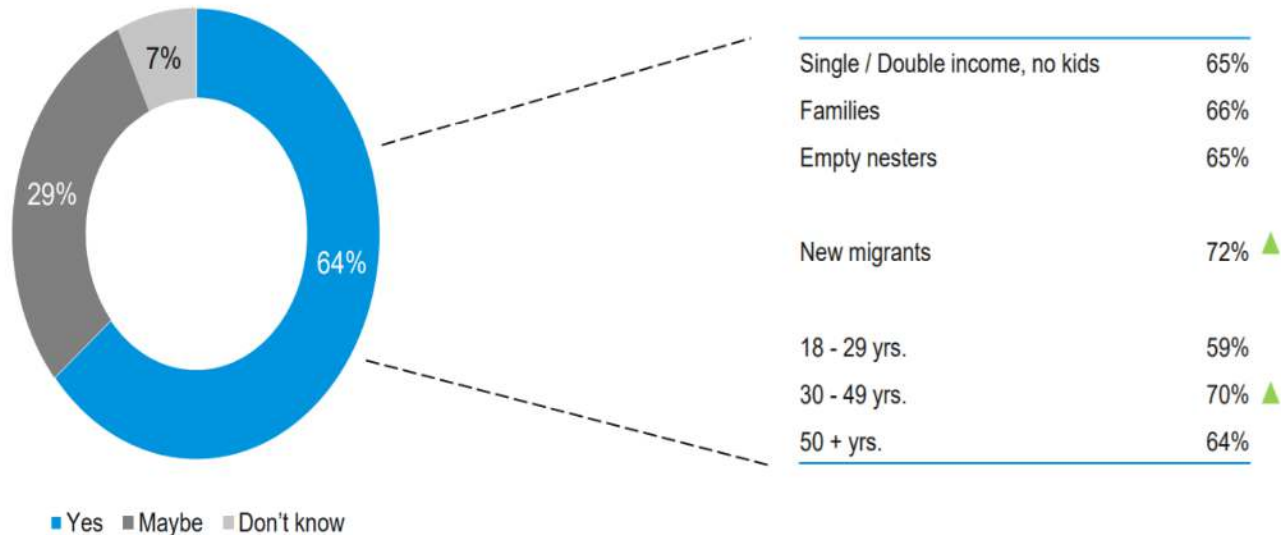 7%
29%
64%
Yes Maybe Don't know
Single / Double income, no kids 65%
Families 66%
Empty nesters 65%
New migrants 72%
18 - 29 yrs. 59%
30 - 49 yrs. 70%
50 + yrs. 64%